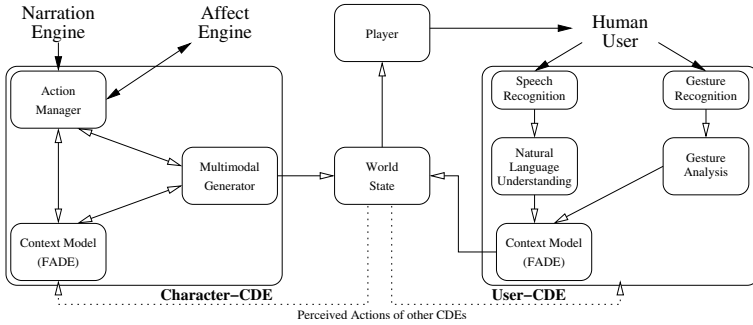 Narration
Engine
Affect
Engine
Player
Human
User
Action
Manager
Speech
Recognition
Gesture
Recognition
Multimodal
Generator
World
State
Natural
Language
Understanding
Gesture
Analysis
Context Model
(FADE)
Context Model
(FADE)
Character−CDE
User−CDE
Perceived Actions of other CDEs